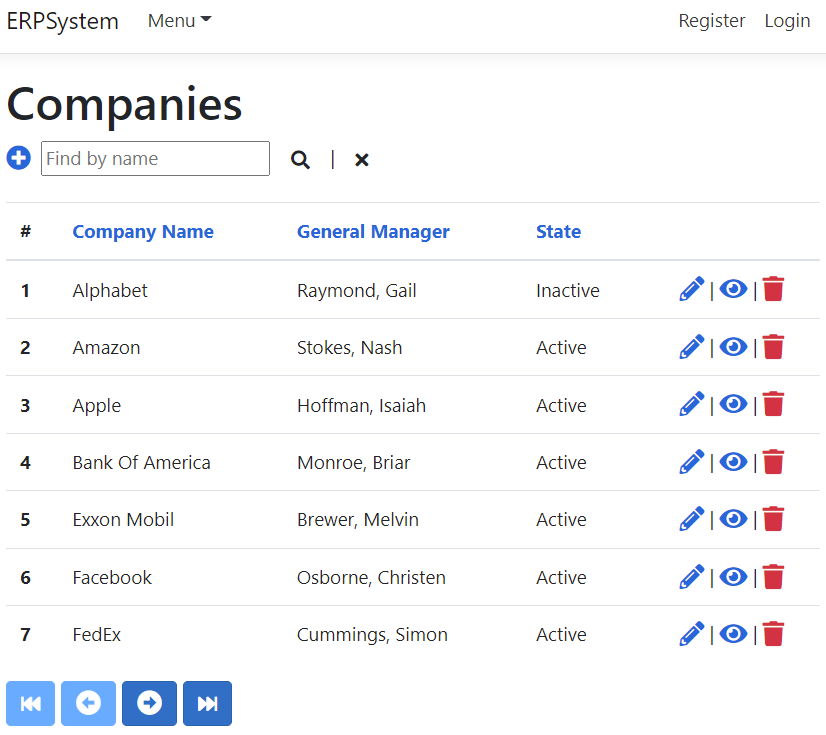 ERPSystem Menu Register Login
Companies
Find by name |
# Company Name General Manager State
1 Alphabet Raymond, Gail Inactive | |
2 Amazon Stokes, Nash Active | |
3 Apple Hoffman, Isaiah Active | |
4 Bank Of America Monroe, Briar Active | |
5 Exxon Mobil Brewer, Melvin Active | |
6 Facebook Osborne, Christen Active | |
7 FedEx Cummings, Simon Active | |